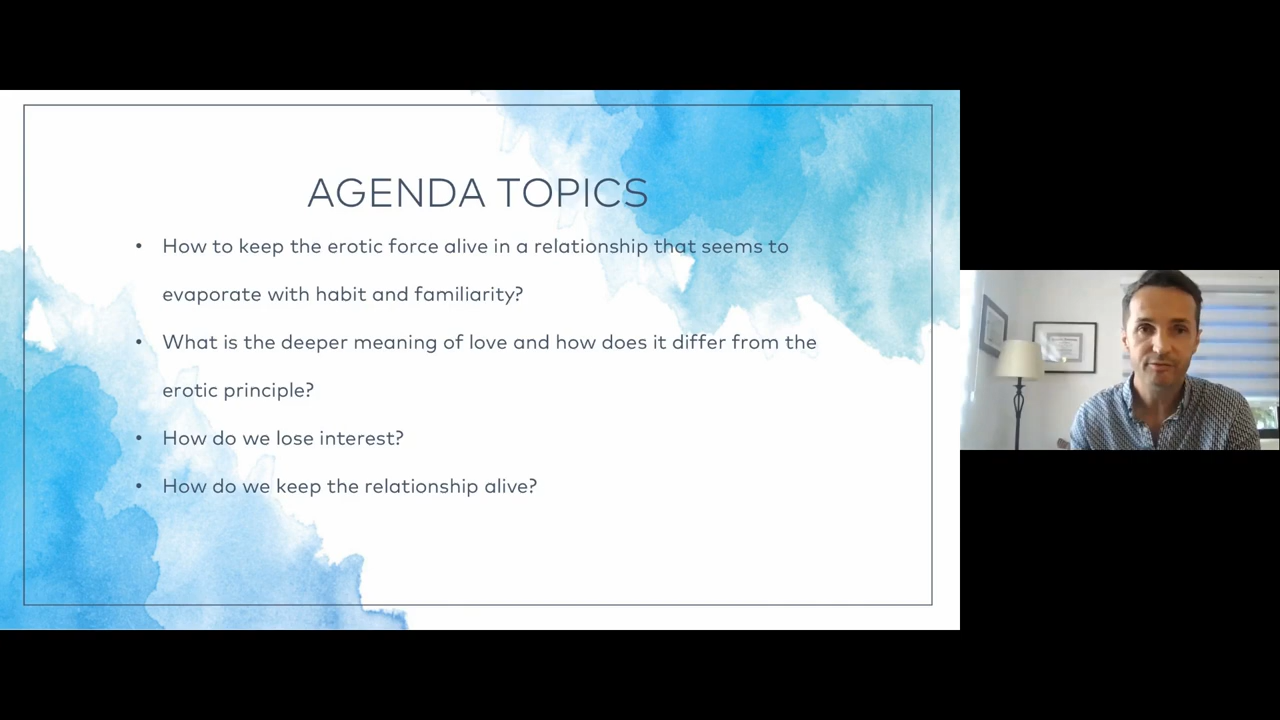 AGENDA TOPICS
• How to keep the erotic force alive in a relationship that seems to
evaporate with habit and familiarity?
• What is the deeper meaning of love and how does it differ from the
erotic principle?
• How do we lose interest?
• How do we keep the relationship alive?